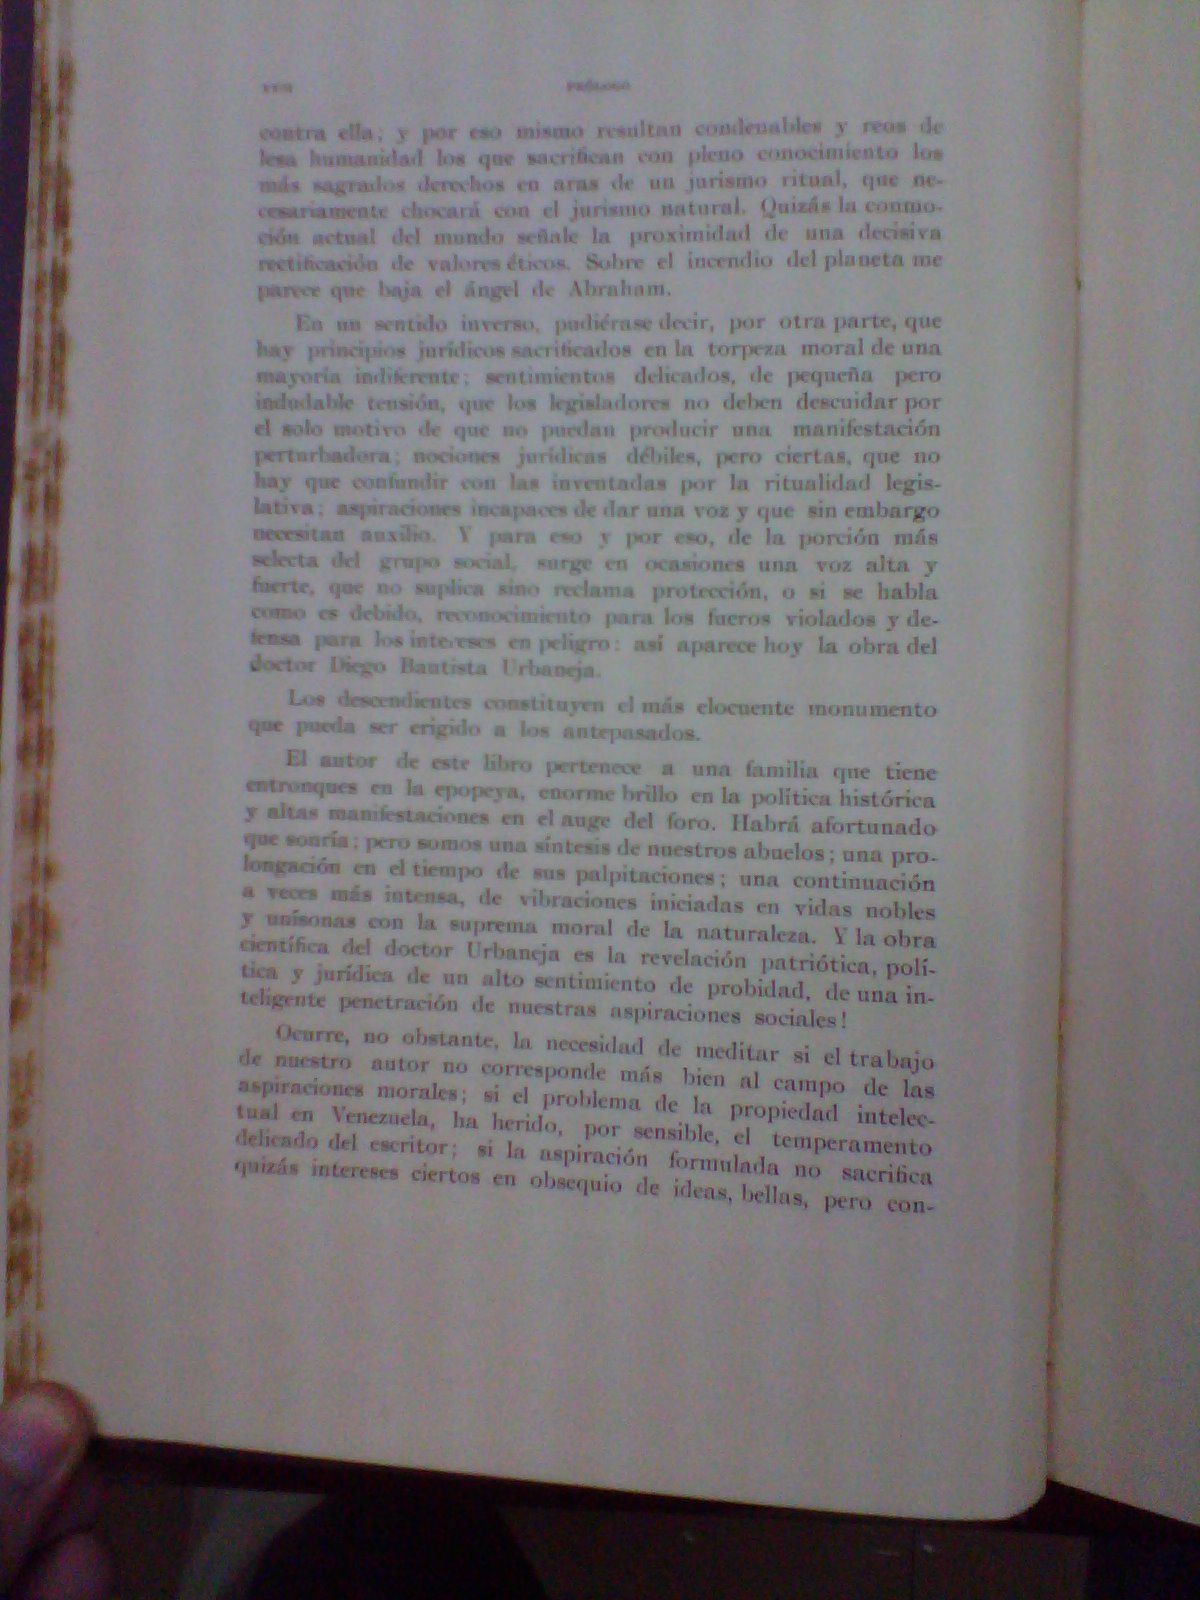 PRÓLOGO
contra ella; y por eso mismo resultan condenables y reos de
lesa humanidad los que sacrifican con pleno conocimiento los
más sagrados derechos en aras de un jurismo ritual, que ne-
cesariamente chocará con el jurismo natural. Quizás la conmo-
ción actual del mundo señale la proximidad de una decisiva
rectificación de valores éticos. Sobre el incendio del planeta me
parece que baja el ángel de Abraham.
En un sentido inverso, pudiérase decir, por otra parte, que
hay principios jurídicos sacrificados en la torpeza moral de una
mayoría indiferente; sentimientos delicados, de pequeña pero
indudable tensión, que los legisladores no deben descuidar por
el solo motivo de que no puedan producir una manifestación
perturbadora; nociones jurídicas débiles, pero ciertas, que no
hay que confundir con las inventadas por la ritualidad legis-
lativa; aspiraciones incapaces de dar una voz y que sin embargo
necesitan auxilio. Y para eso y por eso, de la porción más
selecta del grupo social, surge en ocasiones una voz alta y
fuerte, que no suplica sino reclama protección, o si se habla
como es debido, reconocimiento para los fueros violados y de-
fensa para los intereses en peligro: así aparece hoy la obra del
doctor Diego Bautista Urbaneja.
Los descendientes constituyen el más elocuente monumento
que pueda ser erigido a los antepasados.
El autor de este libro pertenece a una familia que tiene
entronques en la epopeya, enorme brillo en la política histórica
y altas manifestaciones en el auge del foro. Habrá afortunado
que sonría; pero somos una síntesis de nuestros abuelos; una pro-
longación en el tiempo de sus palpitaciones; una continuación
a veces más intensa, de vibraciones iniciadas en vidas nobles
y unísonas con la suprema moral de la naturaleza. Y la obra
científica del doctor Urbaneja es la revelación patriótica, polí-
tica y jurídica de un alto sentimiento de probidad, de una in-
teligente penetración de nuestras aspiraciones sociales!
Ocurre, no obstante, la necesidad de meditar si el trabajo
de nuestro autor no corresponde más bien al campo de las
aspiraciones morales; si el problema de la propiedad intelec-
tual en Venezuela, ha herido, por sensible, el temperamento
delicado del escritor; si la aspiración formulada no sacrifica
quizás intereses ciertos en obsequio de ideas, bellas, pero con-